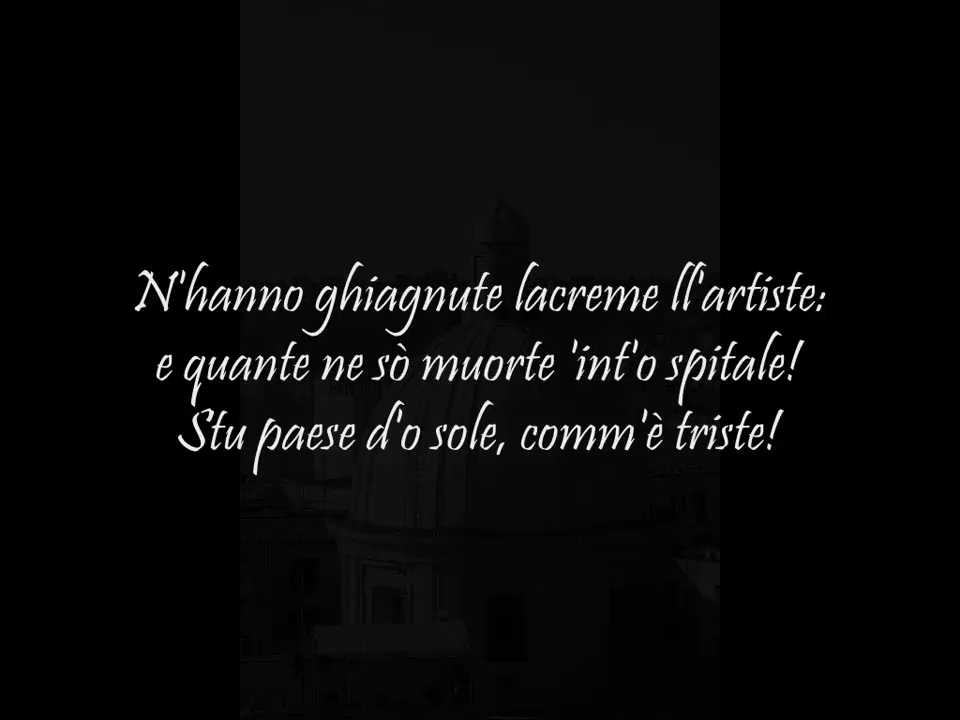 N'hanno ghiagnute lacreme ll'artiste:
e quante ne sò muorte 'int'o spitale!
Stu paese d'o sole, comm'è triste!